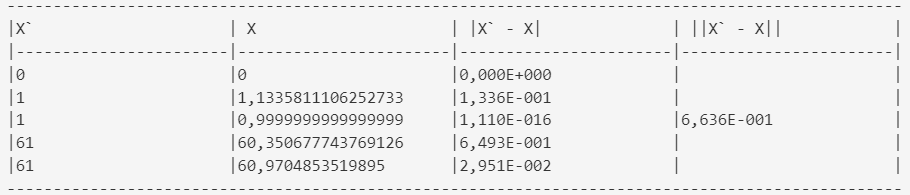 |X` | X | |X` - X| | ||X` - X|| |
|0 |0 |0,000E+000 | |
|1 |1,1335811106252733 |1,336E-001 | |
|1 |0,9999999999999999 |1,110E-016 |6,636E-001 |
|61 |60,350677743769126 |6,493E-001 | |
|61 |60,9704853519895 |2,951E-002 | |